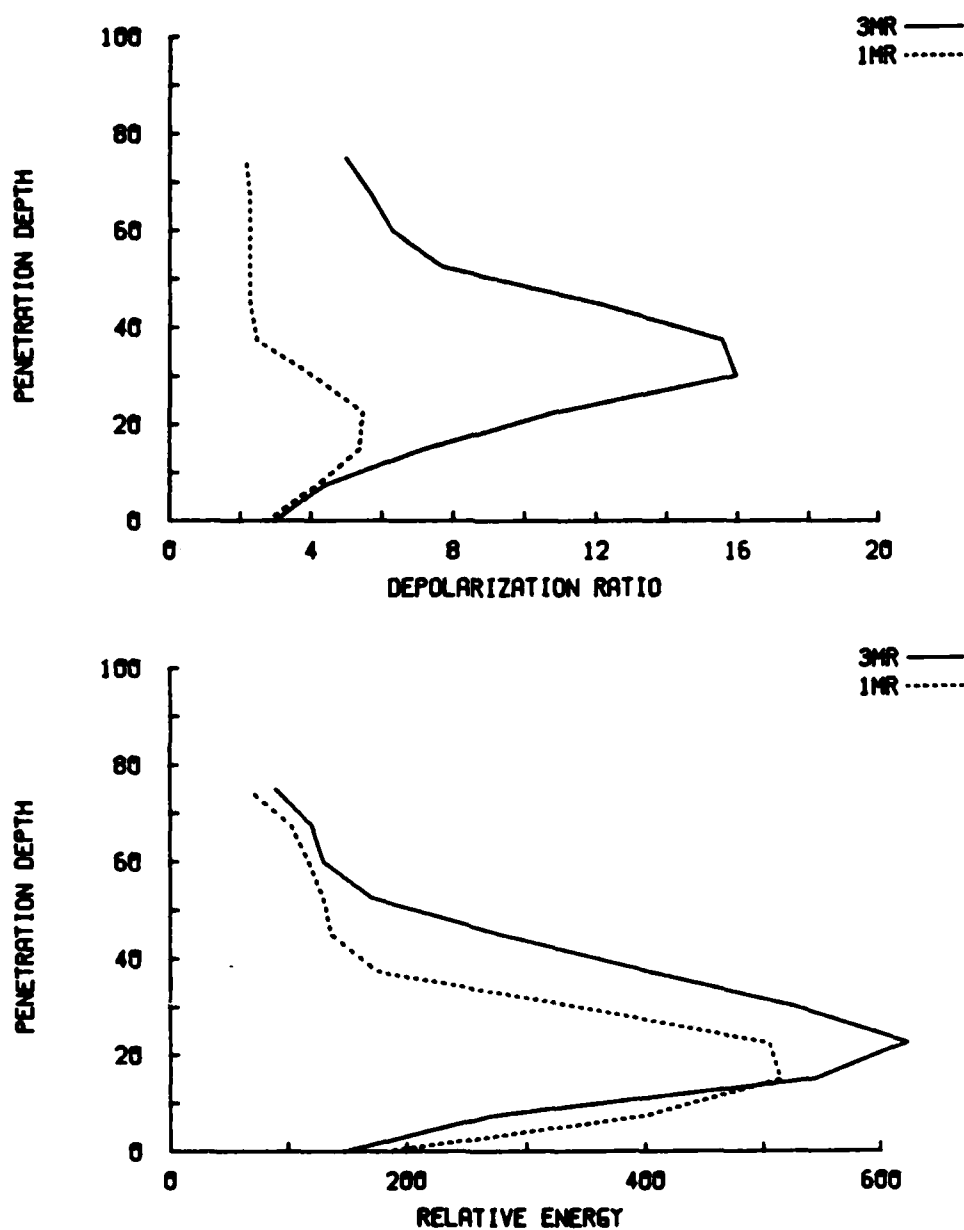 3MR
1MR
100
80
60
40
20
0
PENETRATION DEPTH
0 4 8 12 16 20
DEPOLARIZATION RATIO
3MR
1MR
100
80
60
40
20
0
PENETRATION DEPTH
0 200 400 600
RELATIVE ENERGY